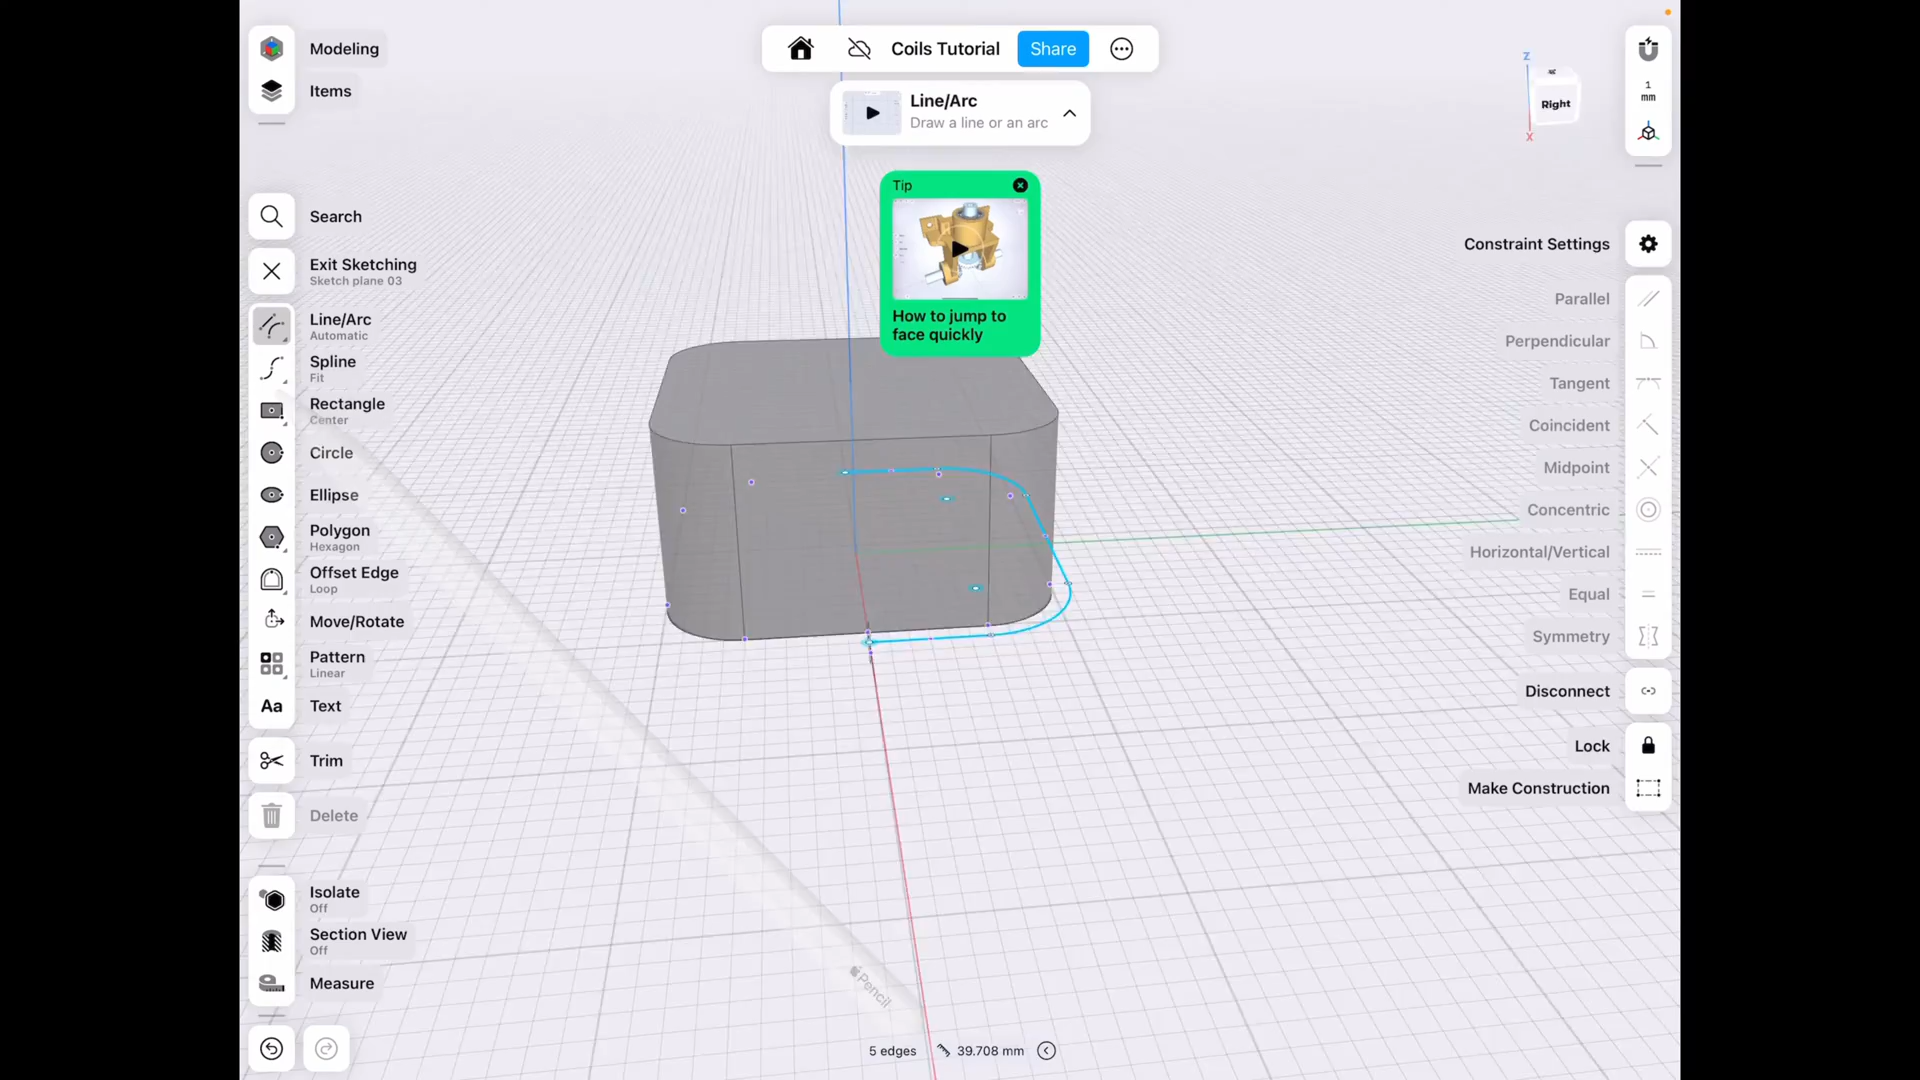 Modeling
Items
Coils Tutorial
Share
Line/Arc
Draw a line or an arc
Tip
How to jump to
face quickly
Z
Right
X
1
mm
Search
Exit Sketching
Sketch plane 03
Line/Arc
Automatic
Spline
Fit
Rectangle
Center
Circle
Ellipse
Polygon
Hexagon
Offset Edge
Loop
Move/Rotate
Pattern
Linear
Aa
Text
Trim
Delete
Isolate
Off
Section View
Off
Measure
Constraint Settings
Parallel
Perpendicular
Tangent
Coincident
Midpoint
Concentric
Horizontal/Vertical
Equal
Symmetry
Disconnect
Lock
Make Construction
Pencil
5 edges
39.708 mm